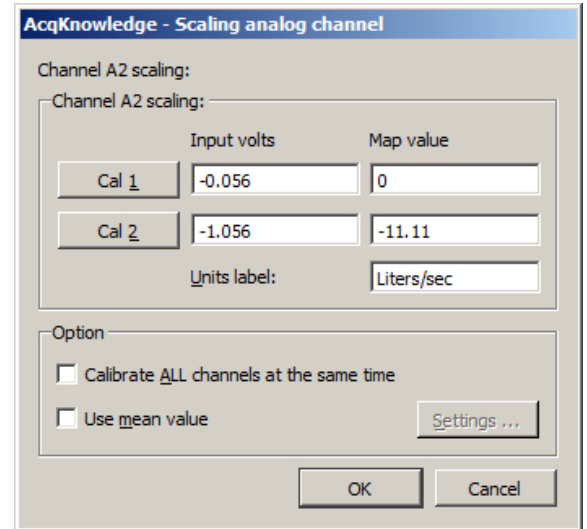 AcqKnowledge - Scaling analog channel
Channel A2 scaling:
Channel A2 scaling:
Input volts Map value
Cal 1 -0.056 0
Cal 2 -1.056 -11.11
Units label: Liters/sec
Option
Calibrate ALL channels at the same time
Use mean value Settings ...
OK Cancel